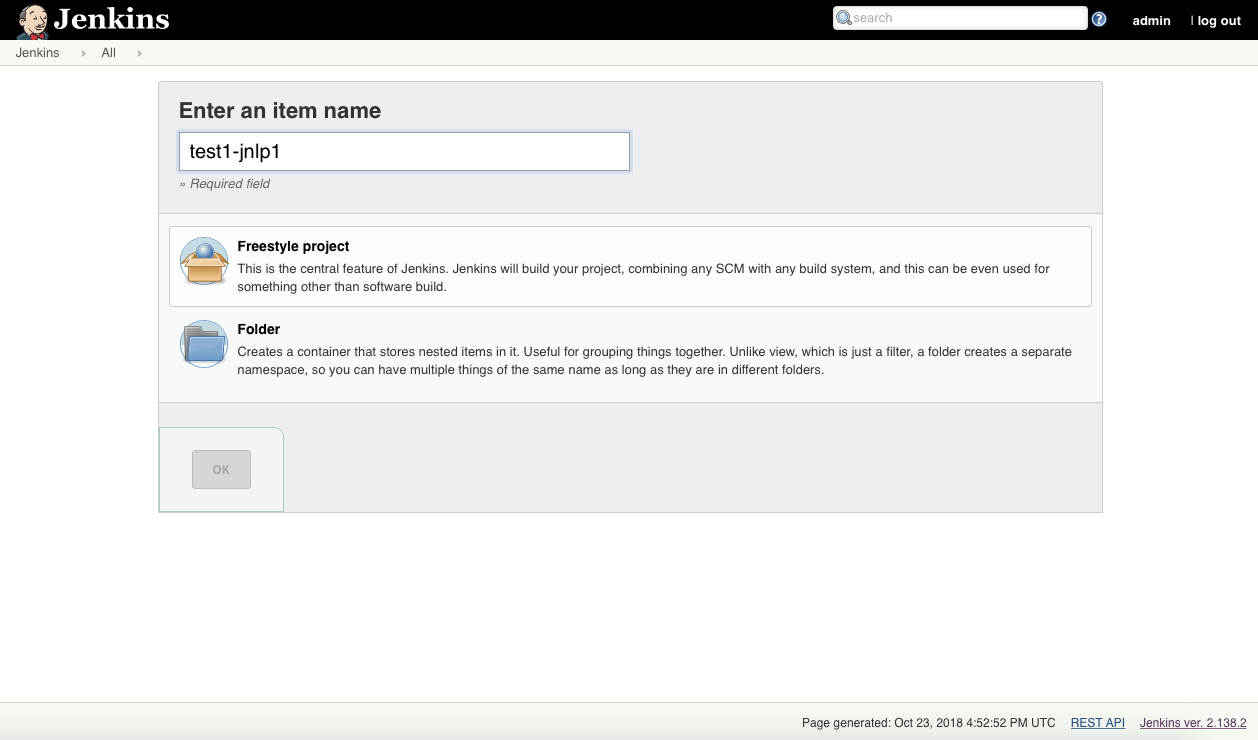 Jenkins
search
?
admin
| log out
Jenkins
All
Enter an item name
test1-jnlp1
» Required field
Freestyle project
This is the central feature of Jenkins. Jenkins will build your project, combining any SCM with any build system, and this can be even used for
something other than software build.
Folder
Creates a container that stores nested items in it. Useful for grouping things together. Unlike view, which is just a filter, a folder creates a separate
namespace, so you can have multiple things of the same name as long as they are in different folders.
OK
Page generated: Oct 23, 2018 4:52:52 PM UTC
REST API
Jenkins ver. 2.138.2